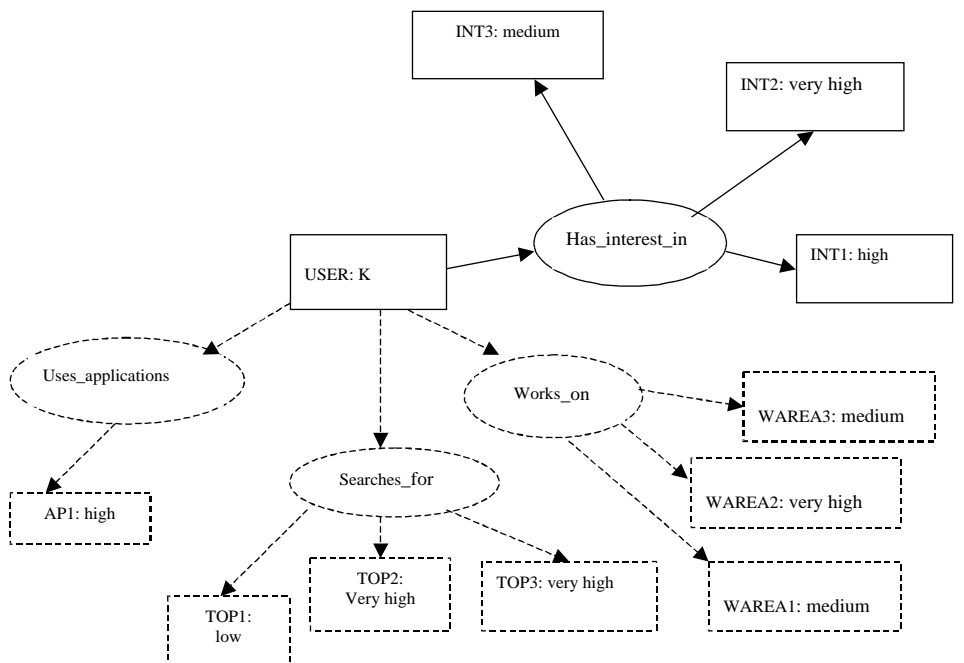 INT3: medium
INT2: very high
Has_interest_in
INT1: high
USER: K
Uses_applications
Works_on
WAREA3: medium
Searches_for
WAREA2: very high
AP1: high
TOP2:
Very high
TOP3: very high
TOP1:
low
WAREA1: medium